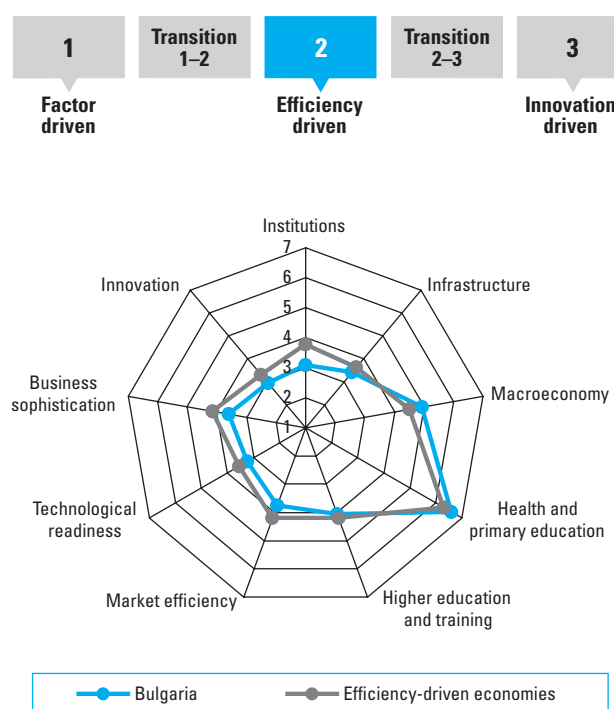 1
Transition
1–2
2
Transition
2–3
3
Factor
driven
Efficiency
driven
Innovation
driven
Institutions
7
6
5
4
3
2
1
Infrastructure
Macroeconomy
Health and
primary education
Higher education
and training
Market efficiency
Technological
readiness
Business
sophistication
Innovation
Bulgaria
Efficiency-driven economies